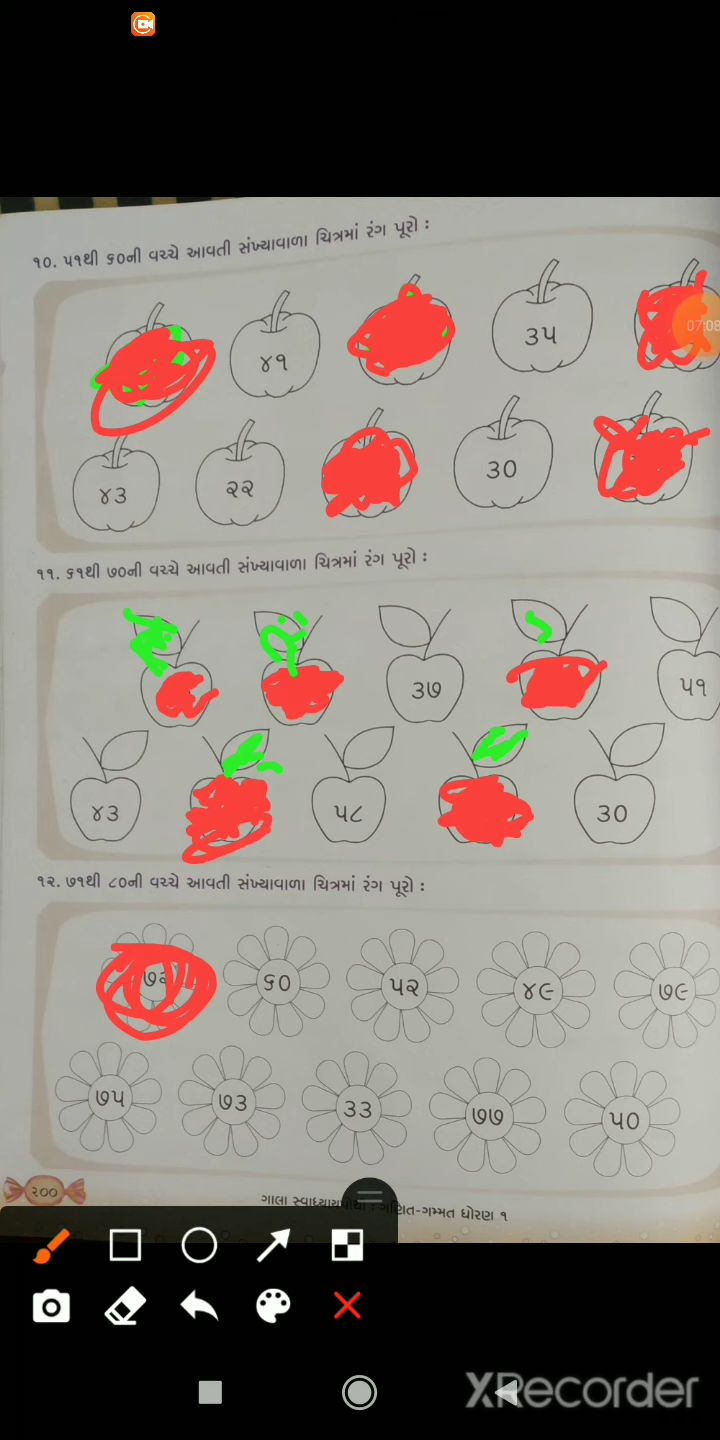 ૧૦. ૫૧થી ૬૦ની વચ્ચે આવતી સંખ્યાવાળા ચિત્રમાં રંગ પૂરો :
૪૧ ૩૫
07:08
૪૩ ૨૨ ૩૦
૧૧. ૬૧થી ૭૦ની વચ્ચે આવતી સંખ્યાવાળા ચિત્રમાં રંગ પૂરો :
૩૭ ૫૧
૪૩ ૫૮ ૩૦
૧૨. ૭૧થી ૮૦ની વચ્ચે આવતી સંખ્યાવાળા ચિત્રમાં રંગ પૂરો :
૬૦ ૫૨ ૪૯ ૭૯
૭૫ ૭૩ ૩૩ ૭૭ ૫૦
૨૦૦
ગાલા સ્વાધ્યાયપોથી : ગણિત-ગમ્મત ધોરણ ૧
XRecorder